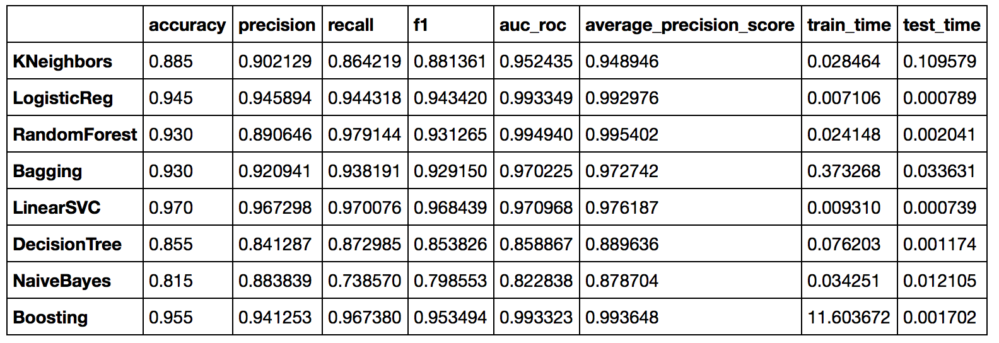 accuracy precision recall f1 auc_roc average_precision_score train_time test_time
KNeighbors 0.885 0.902129 0.864219 0.881361 0.952435 0.948946 0.028464 0.109579
LogisticReg 0.945 0.945894 0.944318 0.943420 0.993349 0.992976 0.007106 0.000789
RandomForest 0.930 0.890646 0.979144 0.931265 0.994940 0.995402 0.024148 0.002041
Bagging 0.930 0.920941 0.938191 0.929150 0.970225 0.972742 0.373268 0.033631
LinearSVC 0.970 0.967298 0.970076 0.968439 0.970968 0.976187 0.009310 0.000739
DecisionTree 0.855 0.841287 0.872985 0.853826 0.858867 0.889636 0.076203 0.001174
NaiveBayes 0.815 0.883839 0.738570 0.798553 0.822838 0.878704 0.034251 0.012105
Boosting 0.955 0.941253 0.967380 0.953494 0.993323 0.993648 11.603672 0.001702